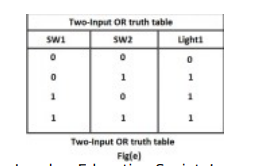 Two-Input OR truth table
SW1 SW2 Light1
0 0 0
0 1 1
1 0 1
1 1 1
Two-Input OR truth table
Fig(e)